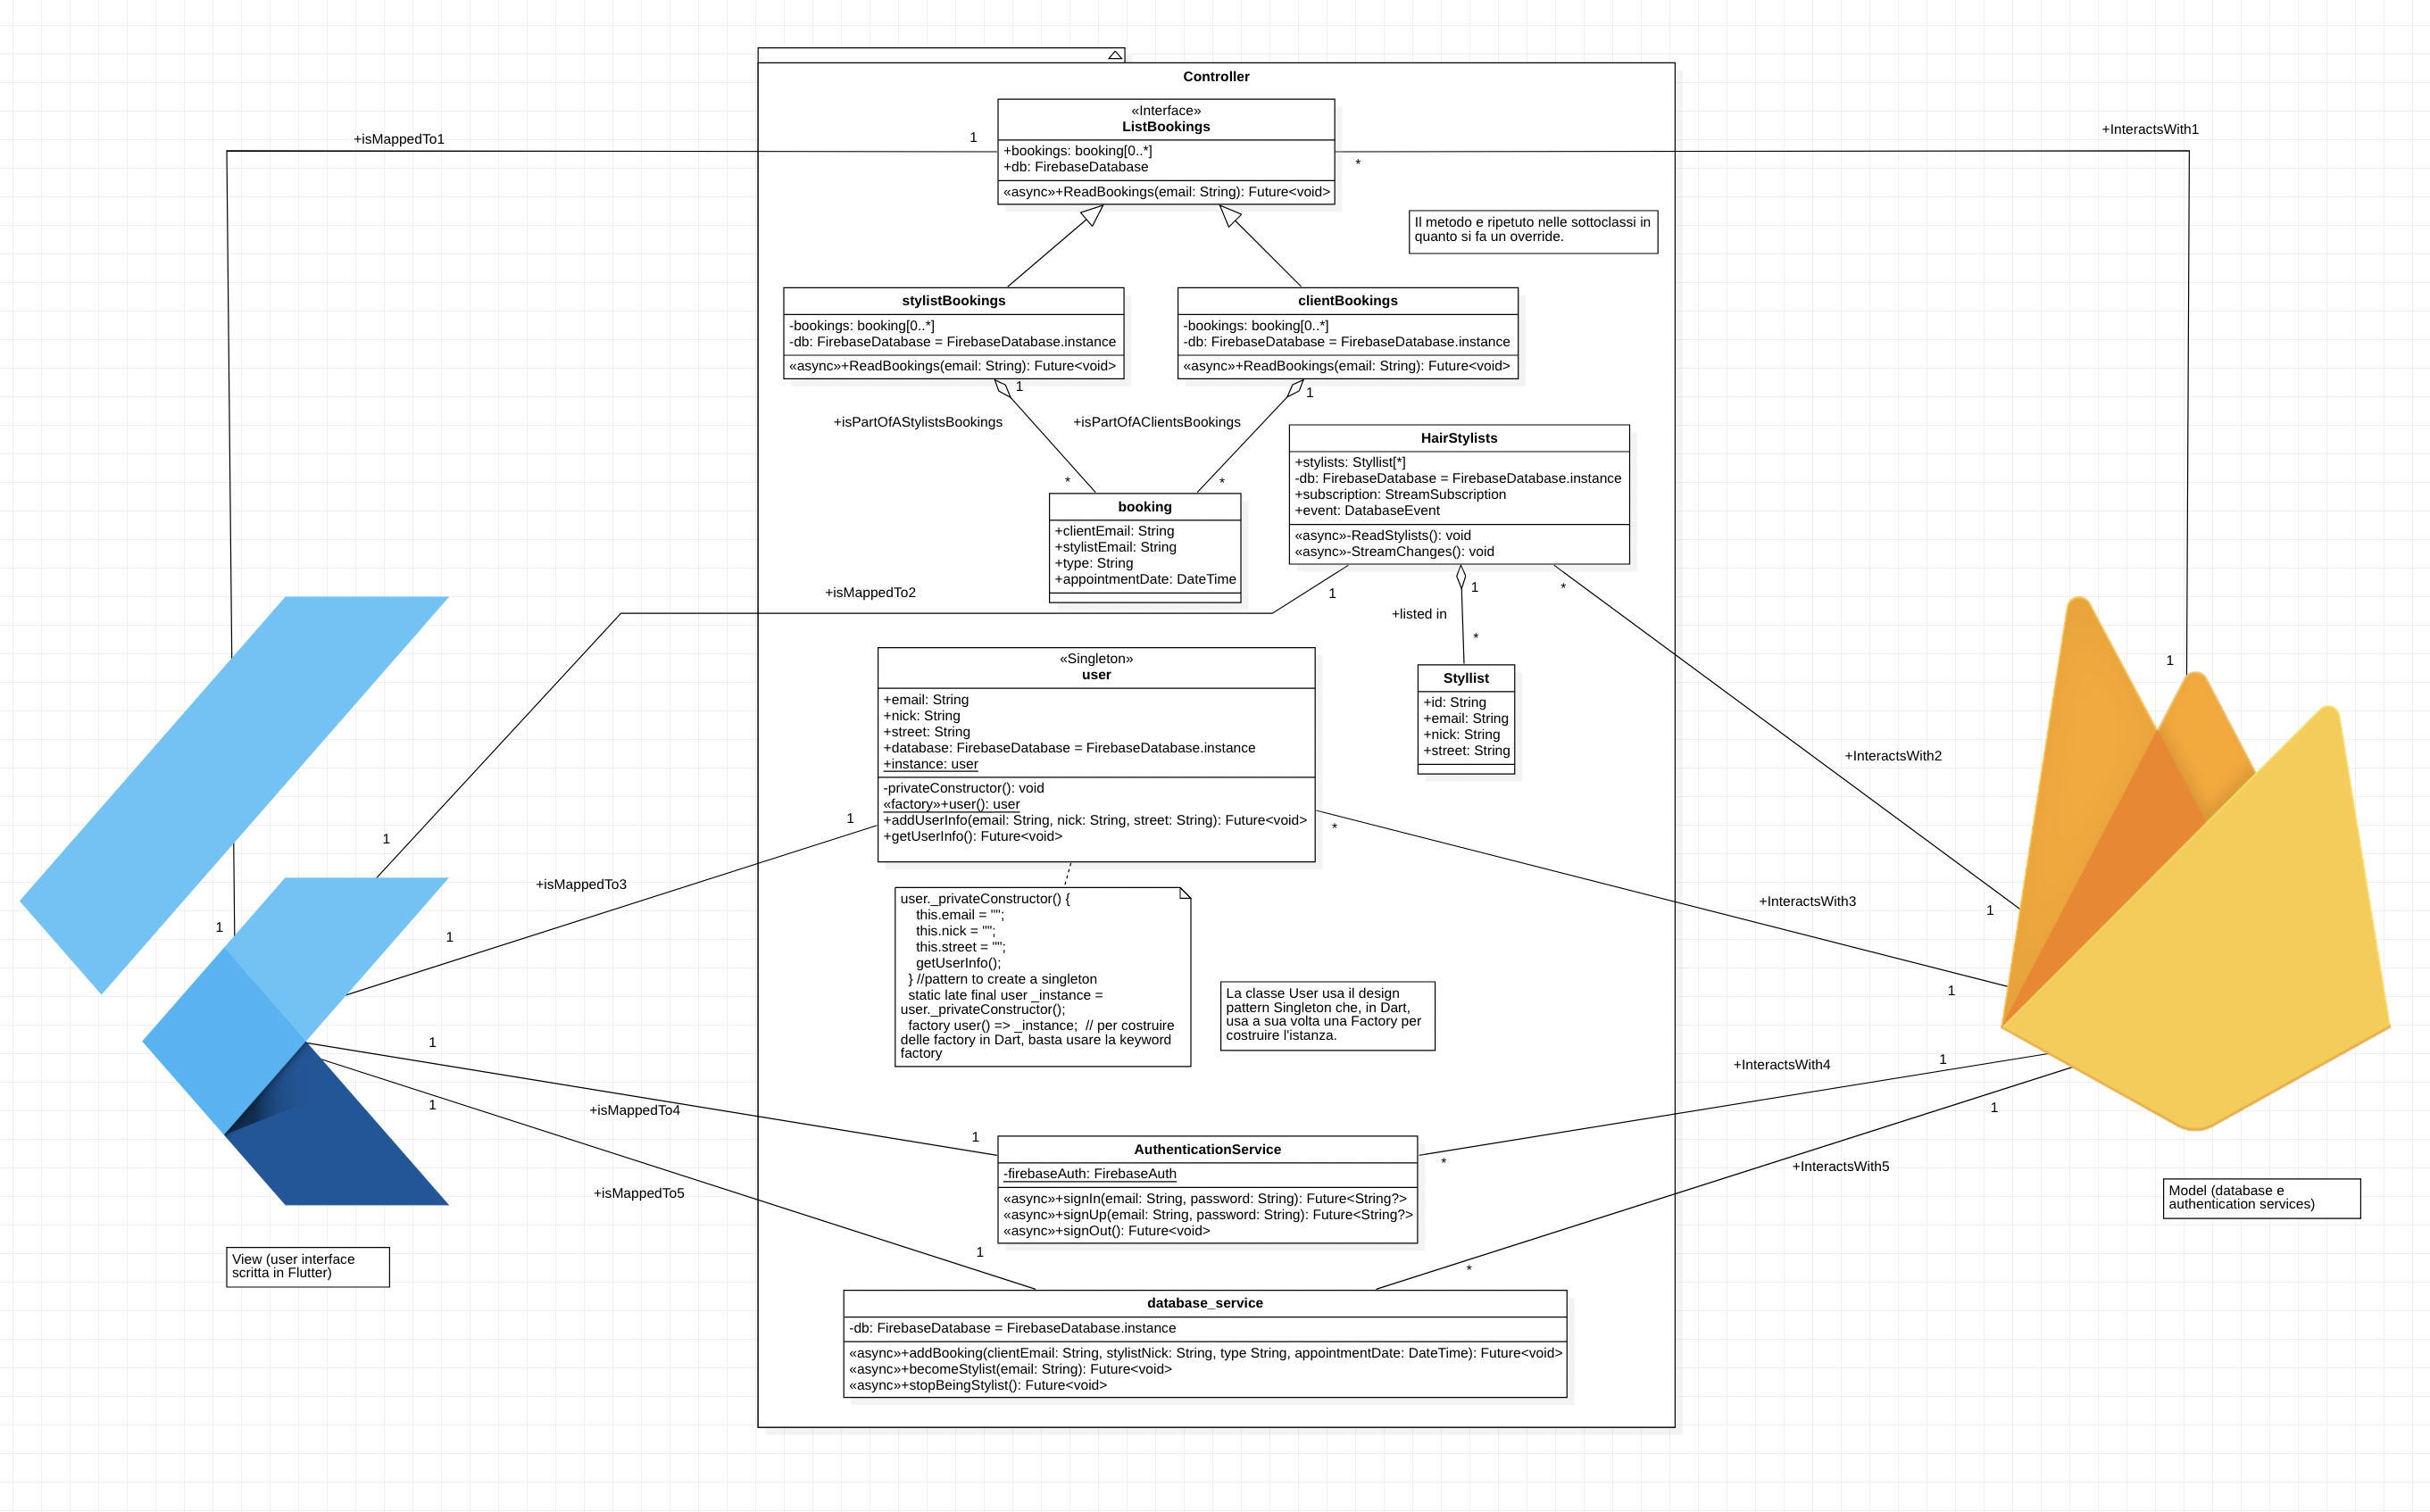 Controller
«Interface»
ListBookings
+bookings: booking[0..*]
+db: FirebaseDatabase
«async»+ReadBookings(email: String): Future<void>
+isMappedTo1
1
*
+InteractsWith1
Il metodo e ripetuto nelle sottoclassi in
quanto si fa un override.
stylistBookings
-bookings: booking[0..*]
-db: FirebaseDatabase = FirebaseDatabase.instance
«async»+ReadBookings(email: String): Future<void>
clientBookings
-bookings: booking[0..*]
-db: FirebaseDatabase = FirebaseDatabase.instance
«async»+ReadBookings(email: String): Future<void>
1
1
+isPartOfAStylistsBookings
+isPartOfAClientsBookings
*
*
HairStylists
+stylists: Styllist[*]
-db: FirebaseDatabase = FirebaseDatabase.instance
+subscription: StreamSubscription
+event: DatabaseEvent
«async»-ReadStylists(): void
«async»-StreamChanges(): void
booking
+clientEmail: String
+stylistEmail: String
+type: String
+appointmentDate: DateTime
+isMappedTo2
1
1
*
+listed in
*
1
«Singleton»
user
+email: String
+nick: String
+street: String
+database: FirebaseDatabase = FirebaseDatabase.instance
+instance: user
-privateConstructor(): void
«factory»+user(): user
+addUserInfo(email: String, nick: String, street: String): Future<void>
+getUserInfo(): Future<void>
Styllist
+id: String
+email: String
+nick: String
+street: String
+InteractsWith2
1
1
*
+isMappedTo3
+InteractsWith3
1
1
1
1
user._privateConstructor() {
this.email = "";
this.nick = "";
this.street = "";
getUserInfo();
} //pattern to create a singleton
static late final user _instance =
user._privateConstructor();
factory user() => _instance;  // per costruire
delle factory in Dart, basta usare la keyword
factory
La classe User usa il design
pattern Singleton che, in Dart,
usa a sua volta una Factory per
costruire l'istanza.
1
1
+InteractsWith4
1
1
+isMappedTo4
1
*
AuthenticationService
-firebaseAuth: FirebaseAuth
«async»+signIn(email: String, password: String): Future<String?>
«async»+signUp(email: String, password: String): Future<String?>
«async»+signOut(): Future<void>
+InteractsWith5
+isMappedTo5
Model (database e
authentication services)
View (user interface
scritta in Flutter)
1
*
database_service
-db: FirebaseDatabase = FirebaseDatabase.instance
«async»+addBooking(clientEmail: String, stylistNick: String, type String, appointmentDate: DateTime): Future<void>
«async»+becomeStylist(email: String): Future<void>
«async»+stopBeingStylist(): Future<void>